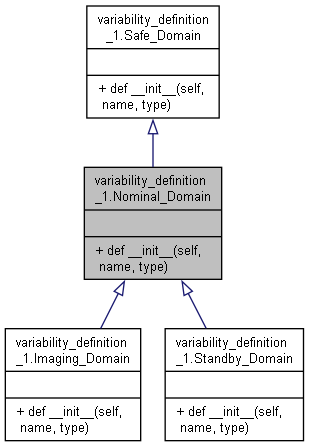 variability_definition
_1.Safe_Domain
+ def __init__(self,
name, type)
variability_definition
_1.Nominal_Domain
+ def __init__(self,
name, type)
variability_definition
_1.Imaging_Domain
+ def __init__(self,
name, type)
variability_definition
_1.Standby_Domain
+ def __init__(self,
name, type)